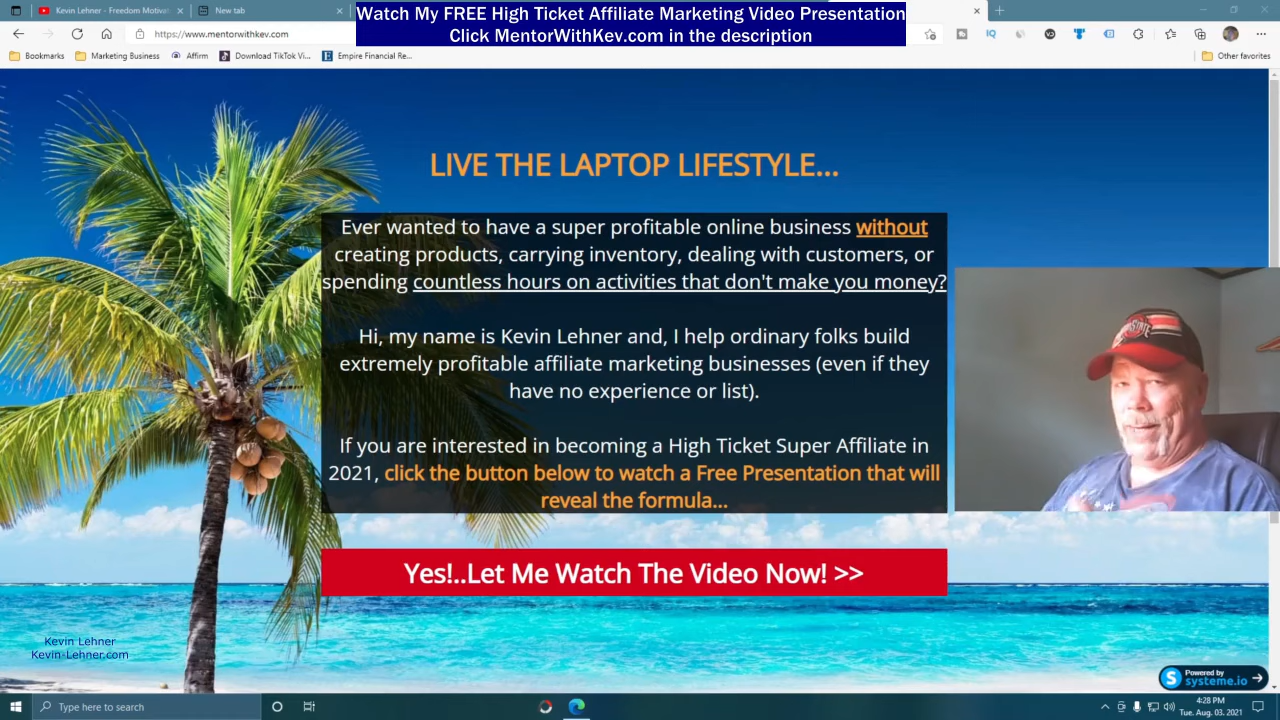 Watch My FREE High Ticket Affiliate Marketing Video Presentation
Click MentorWithKev.com in the description
Kevin Lehner - Freedom Motivat
New tab
https://www.mentorwithkev.com
Bookmarks
Marketing Business
Affirm
Download TikTok Vi...
Empire Financial Re...
Other favorites
LIVE THE LAPTOP LIFESTYLE...
Ever wanted to have a super profitable online business without
creating products, carrying inventory, dealing with customers, or
spending countless hours on activities that don't make you money?
Hi, my name is Kevin Lehner and, I help ordinary folks build
extremely profitable affiliate marketing businesses (even if they
have no experience or list).
If you are interested in becoming a High Ticket Super Affiliate in
2021, click the button below to watch a Free Presentation that will
reveal the formula...
Yes!..Let Me Watch The Video Now! >>
Kevin Lehner
Kevin-Lehner.com
Powered by
systeme.io
Type here to search
4:28 PM
Tue. Aug. 03. 2021